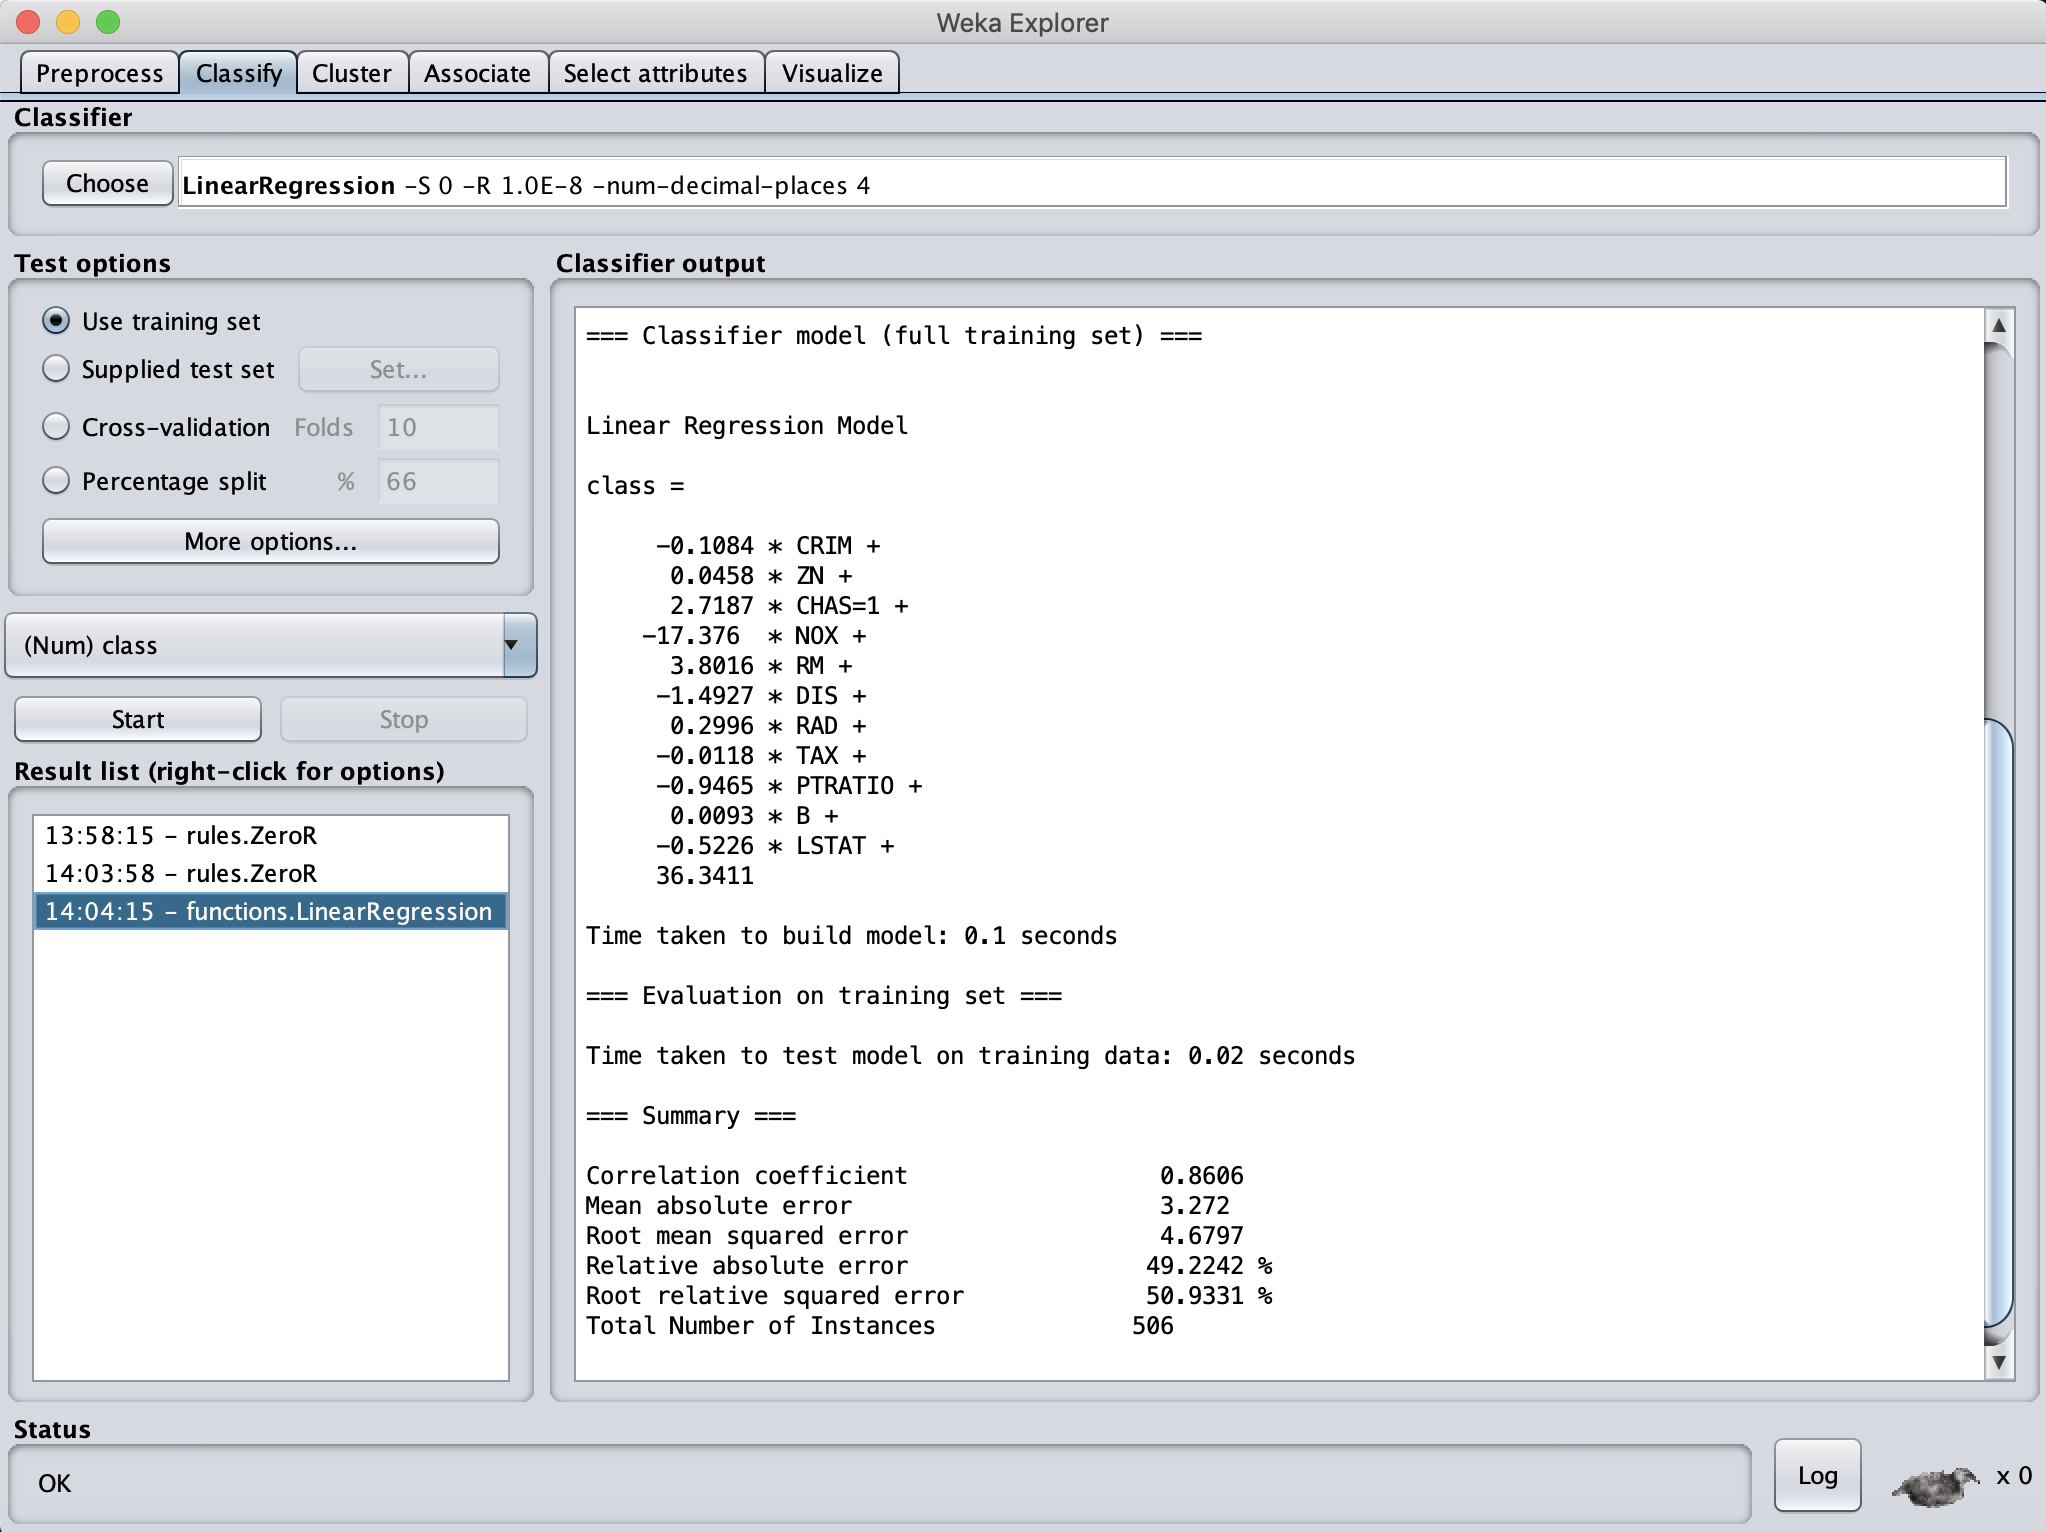 Weka Explorer
Preprocess Classify Cluster Associate Select attributes Visualize
Classifier
Choose LinearRegression -S 0 -R 1.0E-8 -num-decimal-places 4
Test options
Use training set
Supplied test set Set...
Cross-validation Folds 10
Percentage split % 66
More options...
(Num) class
Start Stop
Result list (right-click for options)
13:58:15 - rules.ZeroR
14:03:58 - rules.ZeroR
14:04:15 - functions.LinearRegression
Classifier output
=== Classifier model (full training set) ===
Linear Regression Model
class =
-0.1084 * CRIM +
0.0458 * ZN +
2.7187 * CHAS=1 +
-17.376 * NOX +
3.8016 * RM +
-1.4927 * DIS +
0.2996 * RAD +
-0.0118 * TAX +
-0.9465 * PTRATIO +
0.0093 * B +
-0.5226 * LSTAT +
36.3411
Time taken to build model: 0.1 seconds
=== Evaluation on training set ===
Time taken to test model on training data: 0.02 seconds
=== Summary ===
Correlation coefficient 0.8606
Mean absolute error 3.272
Root mean squared error 4.6797
Relative absolute error 49.2242 %
Root relative squared error 50.9331 %
Total Number of Instances 506
Status
OK
Log x 0